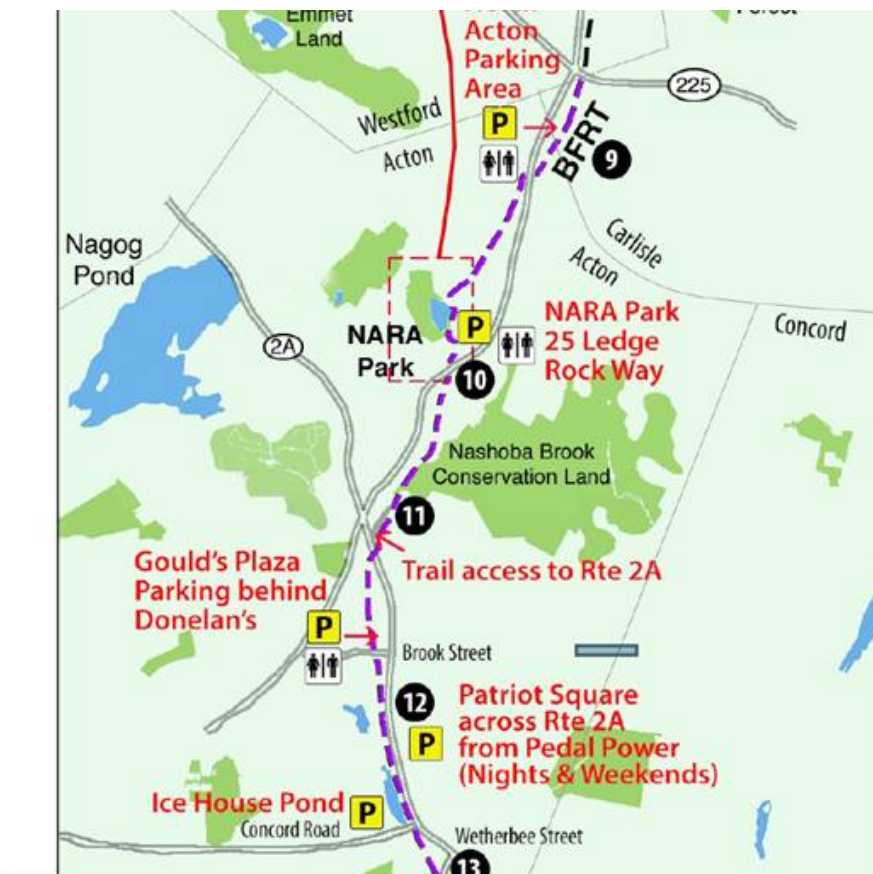 Emmet
Land
Acton
Parking
Area
225
Westford
Acton
P
BFRT
9
Nagog
Pond
Carlisle
Acton
2A
NARA
Park
P
NARA Park
25 Ledge
Rock Way
Concord
10
Nashoba Brook
Conservation Land
11
Gould's Plaza
Parking behind
Donelan's
Trail access to Rte 2A
P
Brook Street
12
P
Patriot Square
across Rte 2A
from Pedal Power
(Nights & Weekends)
Ice House Pond
P
Concord Road
Wetherbee Street
13